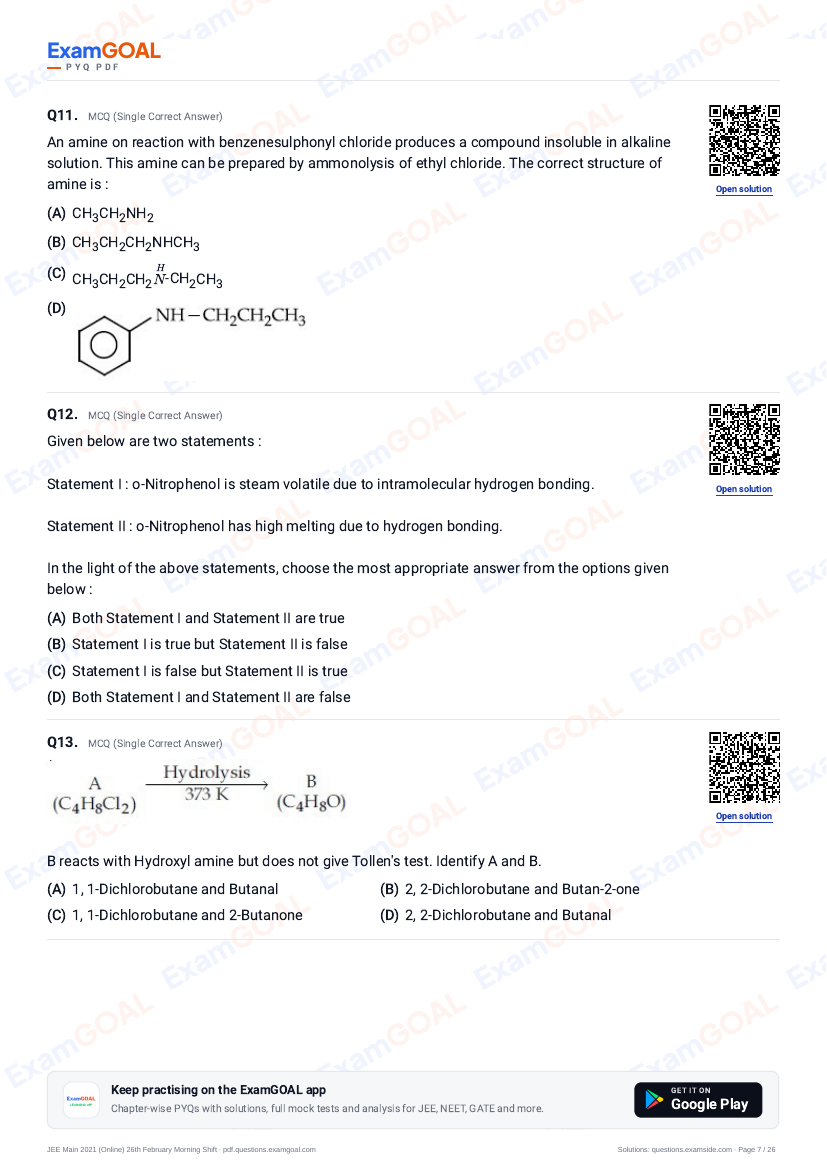 ExamGOAL
PYQ PDF
Q11. MCQ (Single Correct Answer)
An amine on reaction with benzenesulphonyl chloride produces a compound insoluble in alkaline
solution. This amine can be prepared by ammonolysis of ethyl chloride. The correct structure of
amine is :
Open solution
(A) CH3CH2NH2
(B) CH3CH2CH2NHCH3
H
(C) CH3CH2CH2N-CH2CH3
(D) NH – CH2CH2CH3
Q12. MCQ (Single Correct Answer)
Given below are two statements :
Statement I : o-Nitrophenol is steam volatile due to intramolecular hydrogen bonding.
Open solution
Statement II : o-Nitrophenol has high melting due to hydrogen bonding.
In the light of the above statements, choose the most appropriate answer from the options given
below :
(A) Both Statement I and Statement II are true
(B) Statement I is true but Statement II is false
(C) Statement I is false but Statement II is true
(D) Both Statement I and Statement II are false
Q13. MCQ (Single Correct Answer)
A Hydrolysis B
(C4H8Cl2) 373 K (C4H8O)
Open solution
B reacts with Hydroxyl amine but does not give Tollen's test. Identify A and B.
(A) 1, 1-Dichlorobutane and Butanal (B) 2, 2-Dichlorobutane and Butan-2-one
(C) 1, 1-Dichlorobutane and 2-Butanone (D) 2, 2-Dichlorobutane and Butanal
ExamGOAL
Keep practising on the ExamGOAL app
Chapter-wise PYQs with solutions, full mock tests and analysis for JEE, NEET, GATE and more.
GET IT ON
Google Play
JEE Main 2021 (Online) 26th February Morning Shift · pdf.questions.examgoal.com
Solutions: questions.examside.com · Page 7 / 26